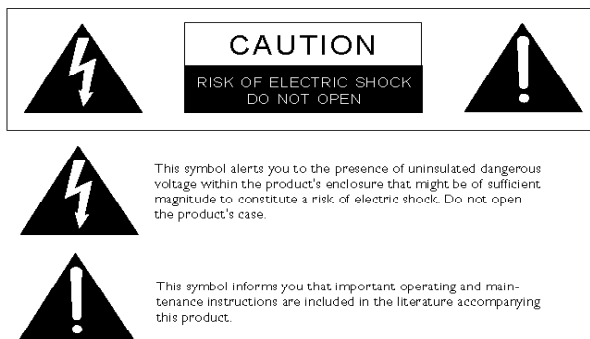 CAUTION
RISK OF ELECTRIC SHOCK
DO NOT OPEN
This symbol alerts you to the presence of uninsulated dangerous
voltage within the product's enclosure that might be of sufficient
magnitude to constitute a risk of electric shock. Do not open
the product's case.
This symbol informs you that important operating and main-
tenance instructions are included in the literature accompanying
this product.